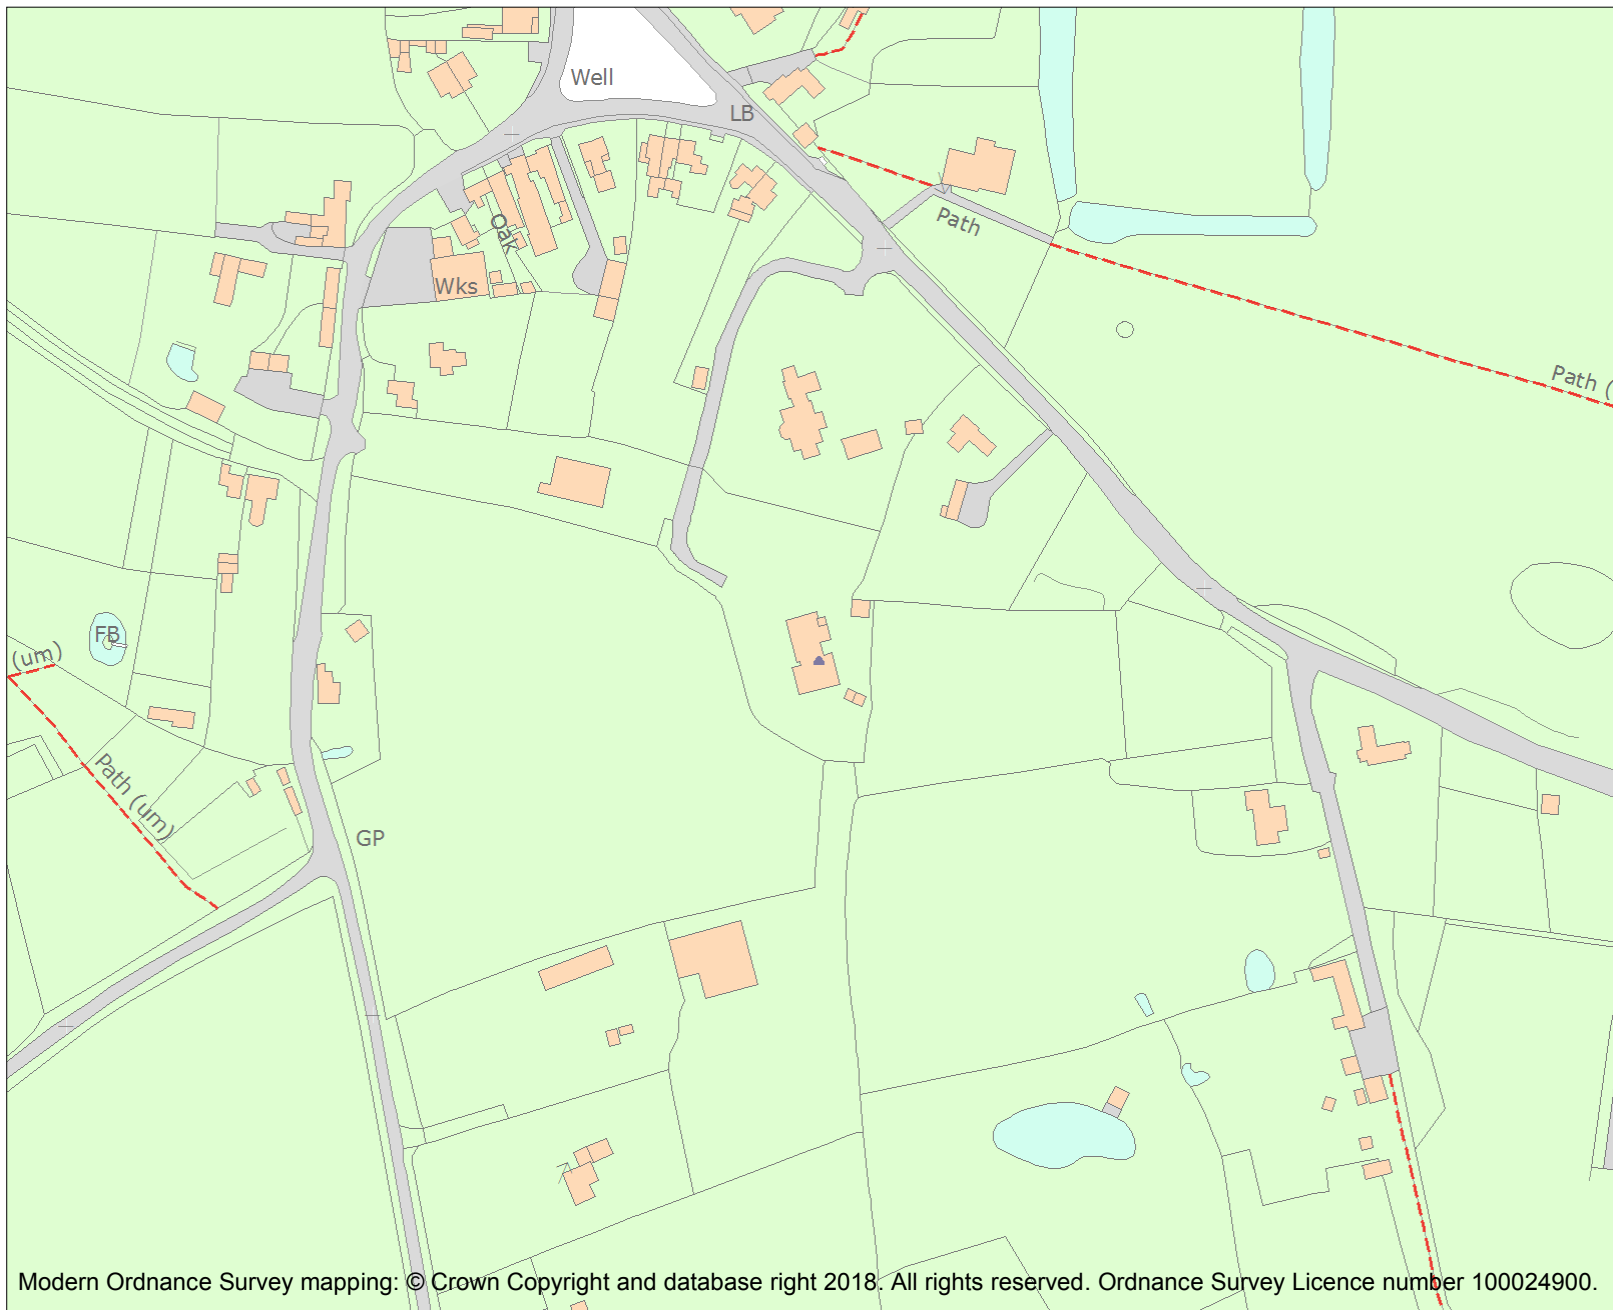 Well
LB
Path
Oak
Wks
Path (
FB
(um)
Path (um)
GP
Modern Ordnance Survey mapping: © Crown Copyright and database right 2018. All rights reserved. Ordnance Survey Licence number 100024900.